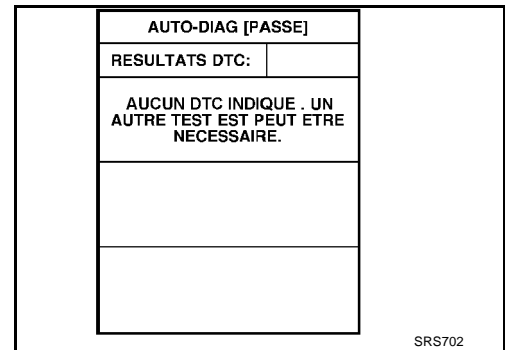 AUTO-DIAG [PASSE]
RESULTATS DTC:
AUCUN DTC INDIQUE . UN
AUTRE TEST EST PEUT ETRE
NECESSAIRE.
SRS702